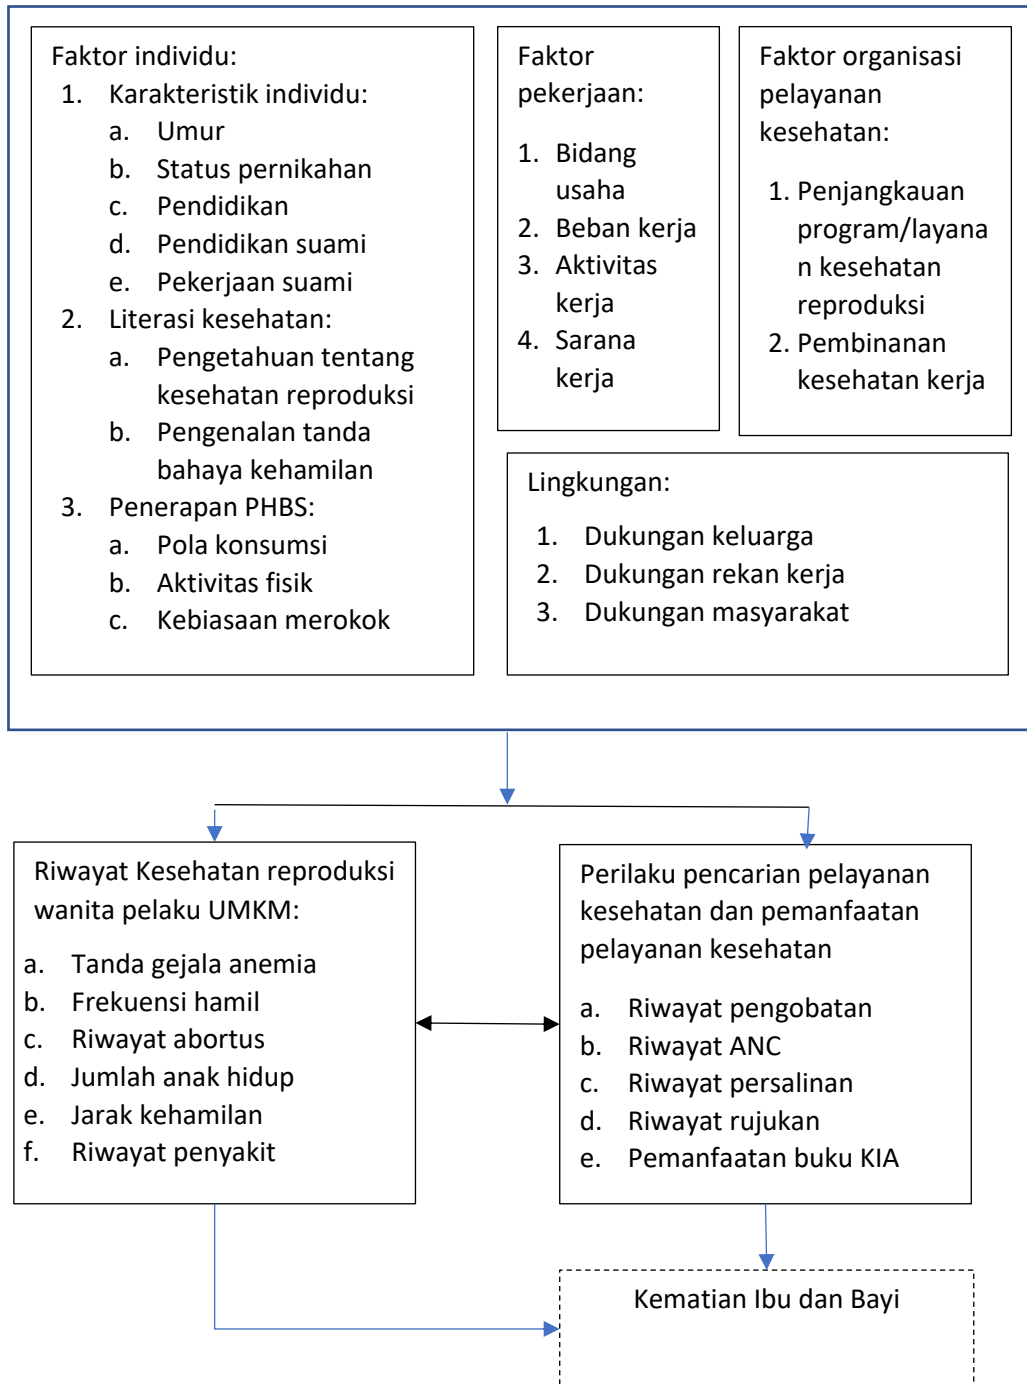 Faktor individu:
1. Karakteristik individu:
a. Umur
b. Status pernikahan
c. Pendidikan
d. Pendidikan suami
e. Pekerjaan suami
2. Literasi kesehatan:
a. Pengetahuan tentang
kesehatan reproduksi
b. Pengenalan tanda
bahaya kehamilan
3. Penerapan PHBS:
a. Pola konsumsi
b. Aktivitas fisik
c. Kebiasaan merokok
Faktor
pekerjaan:
1. Bidang
usaha
2. Beban kerja
3. Aktivitas
kerja
4. Sarana
kerja
Faktor organisasi
pelayanan
kesehatan:
1. Penjangkauan
program/layana
n kesehatan
reproduksi
2. Pembinanan
kesehatan kerja
Lingkungan:
1. Dukungan keluarga
2. Dukungan rekan kerja
3. Dukungan masyarakat
Riwayat Kesehatan reproduksi
wanita pelaku UMKM:
a. Tanda gejala anemia
b. Frekuensi hamil
c. Riwayat abortus
d. Jumlah anak hidup
e. Jarak kehamilan
f. Riwayat penyakit
Perilaku pencarian pelayanan
kesehatan dan pemanfaatan
pelayanan kesehatan
a. Riwayat pengobatan
b. Riwayat ANC
c. Riwayat persalinan
d. Riwayat rujukan
e. Pemanfaatan buku KIA
Kematian Ibu dan Bayi